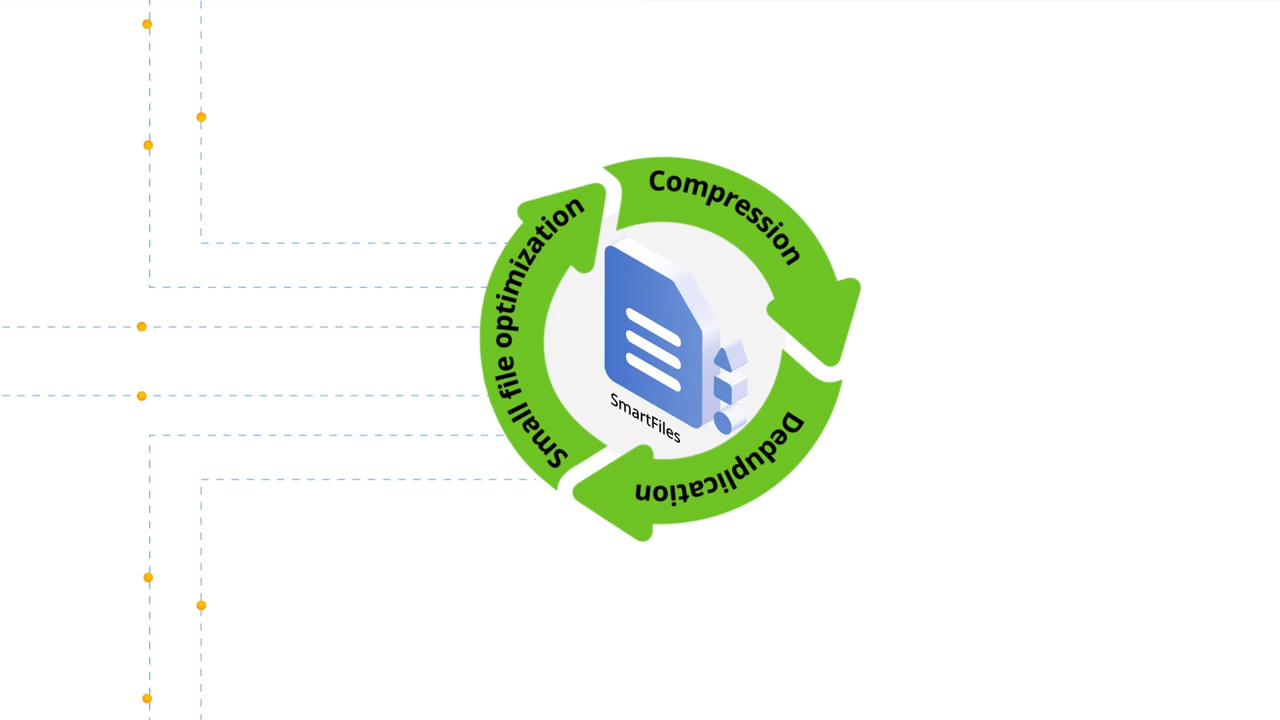 Compression
Small file optimization
SmartFiles
Deduplication